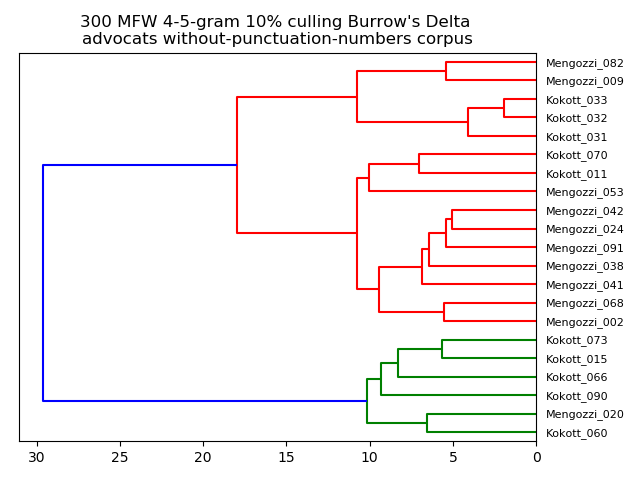 300 MFW 4-5-gram 10% culling Burrow's Delta
advocats without-punctuation-numbers corpus
Mengozzi_082
Mengozzi_009
Kokott_033
Kokott_032
Kokott_031
Kokott_070
Kokott_011
Mengozzi_053
Mengozzi_042
Mengozzi_024
Mengozzi_091
Mengozzi_038
Mengozzi_041
Mengozzi_068
Mengozzi_002
Kokott_073
Kokott_015
Kokott_066
Kokott_090
Mengozzi_020
Kokott_060
30 25 20 15 10 5 0